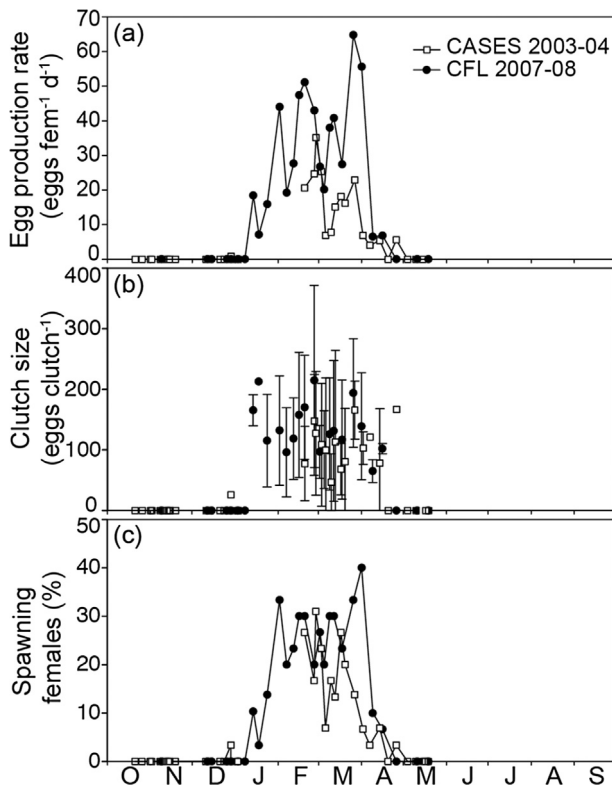 (a)
CASES 2003-04
CFL 2007-08
Egg production rate
(eggs fem⁻¹ d⁻¹)
70
60
50
40
30
20
10
0
(b)
Clutch size
(eggs clutch⁻¹)
400
300
200
100
0
(c)
Spawning
females (%)
50
40
30
20
10
0
O N D J F M A M J J A S